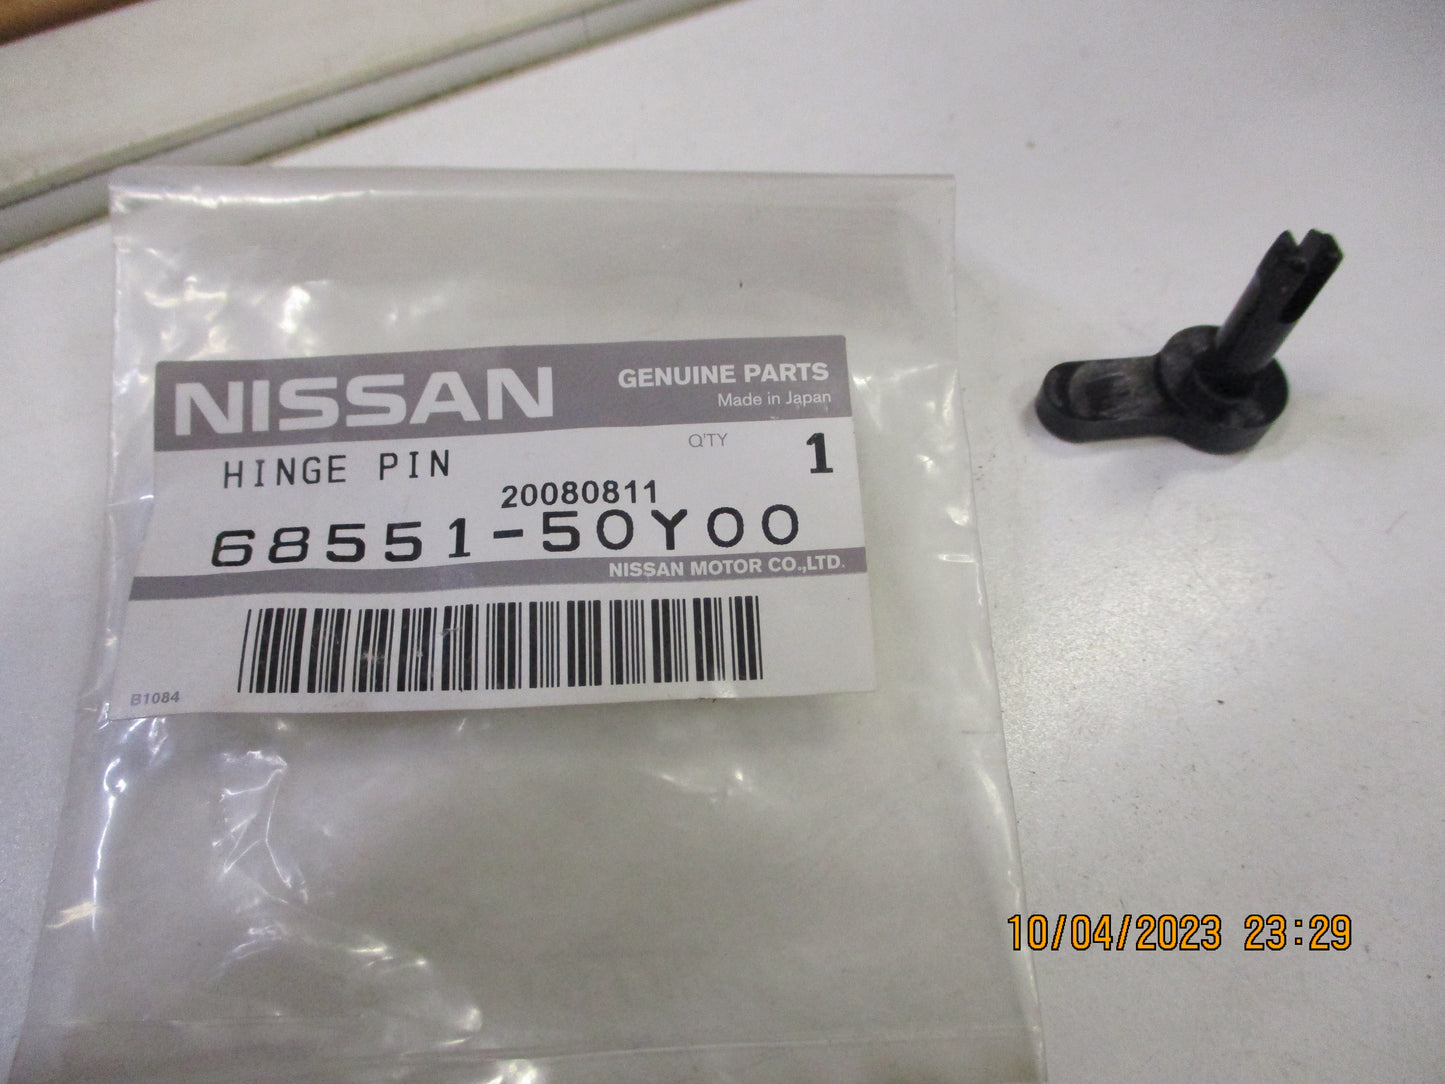 NISSAN
GENUINE PARTS
Made in Japan
HINGE PIN
Q'TY 1
20080811
68551-50Y00
NISSAN MOTOR CO.,LTD.
B1084
10/04/2023 23:29